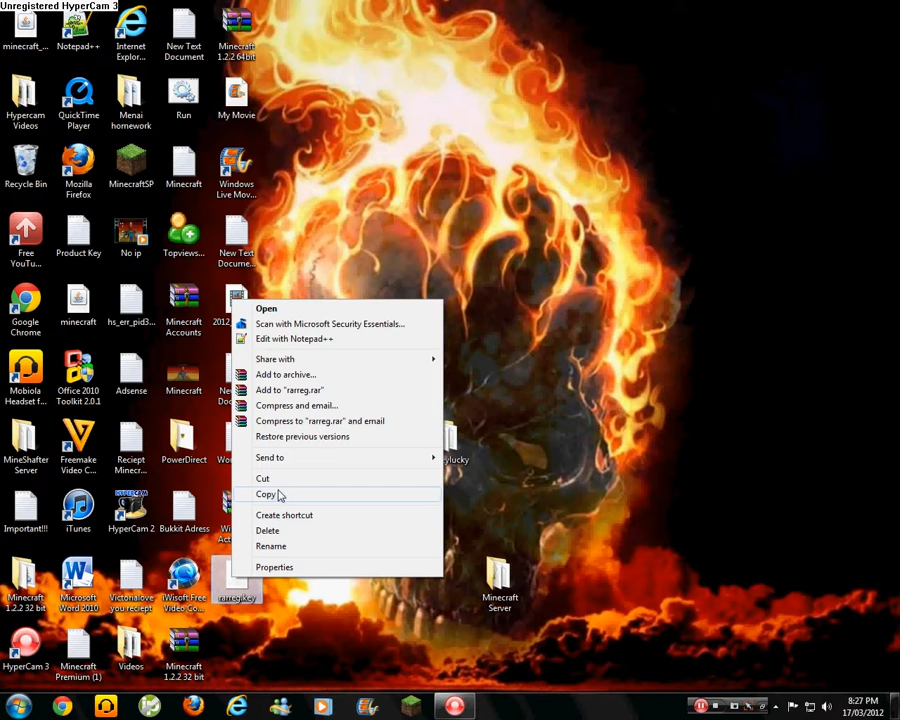 Unregistered HyperCam 3
minecraft_...
Notepad++
Internet
Explor...
New Text
Document
Minecraft
1.2.2 64bit
Hypercam
Videos
QuickTime
Player
Menai
homework
Run
My Movie
Recycle Bin
Mozilla
Firefox
MinecraftSP
Minecraft
Windows
Live Mov...
Free
YouTu...
Product Key
No ip
Topviews...
New Text
Docume...
Google
Chrome
minecraft
hs_err_pid3...
Minecraft
Accounts
2012
Mobiola
Headset f...
Office 2010
Toolkit 2.0.1
Adsense
Minecraft
MineShafter
Server
Freemake
Video C...
Reciept
Minecr...
PowerDirect
Important!!!
iTunes
HyperCam 2
Bukkit Adress
Minecraft
1.2.2 32 bit
Microsoft
Word 2010
Victorialove
you reciept
iWisoft Free
Video Co...
rarregikey
HyperCam 3
Minecraft
Premium (1)
Videos
Minecraft
1.2.2 32 bit
Open
Scan with Microsoft Security Essentials...
Edit with Notepad++
Share with
Add to archive...
Add to "rarreg.rar"
Compress and email...
Compress to "rarreg.rar" and email
Restore previous versions
Send to
Cut
Copy
Create shortcut
Delete
Rename
Properties
Minecraft
Server
8:27 PM
17/03/2012